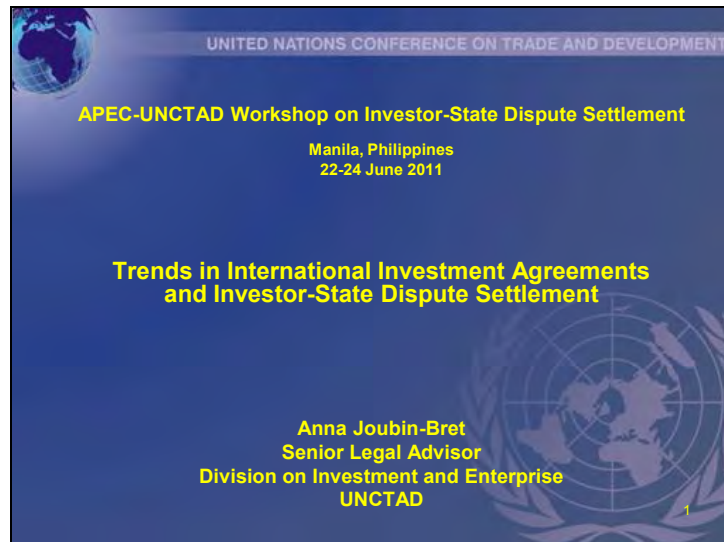 UNITED NATIONS CONFERENCE ON TRADE AND DEVELOPMENT
APEC-UNCTAD Workshop on Investor-State Dispute Settlement
Manila, Philippines
22-24 June 2011
Trends in International Investment Agreements
and Investor-State Dispute Settlement
Anna Joubin-Bret
Senior Legal Advisor
Division on Investment and Enterprise
UNCTAD
1